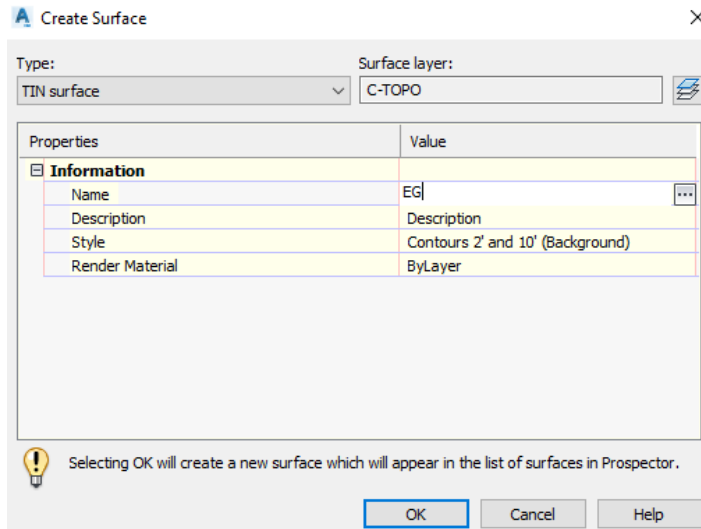 Create Surface
Type:
Surface layer:
TIN surface
C-TOPO
Properties
Value
Information
Name
EG
Description
Description
Style
Contours 2' and 10' (Background)
Render Material
ByLayer
Selecting OK will create a new surface which will appear in the list of surfaces in Prospector.
OK
Cancel
Help